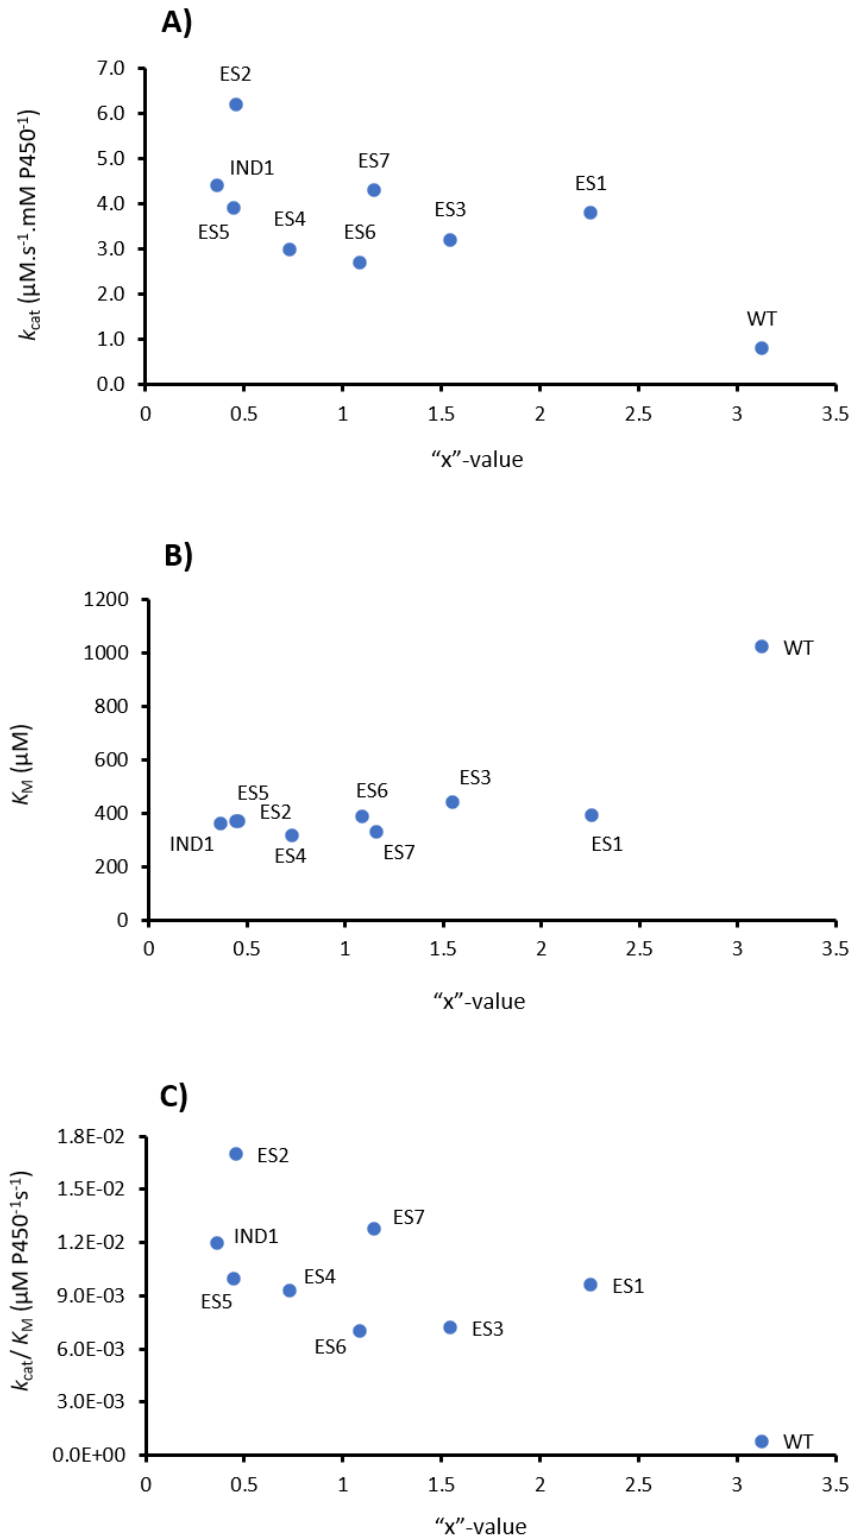 A)
7.0
6.0
5.0
4.0
3.0
2.0
1.0
0.0
kcat (µM.s-1.mM P450-1)
ES2
IND1
ES5
ES4
ES7
ES6
ES3
ES1
WT
0 0.5 1 1.5 2 2.5 3 3.5
“x”-value
B)
1200
1000
800
600
400
200
0
KM (µM)
WT
ES5
ES2
IND1
ES4
ES6
ES7
ES3
ES1
0 0.5 1 1.5 2 2.5 3 3.5
“x”-value
C)
1.8E-02
1.5E-02
1.2E-02
9.0E-03
6.0E-03
3.0E-03
0.0E+00
kcat/ KM (µM P450-1s-1)
ES2
IND1
ES5
ES4
ES7
ES6
ES3
ES1
WT
0 0.5 1 1.5 2 2.5 3 3.5
“x”-value